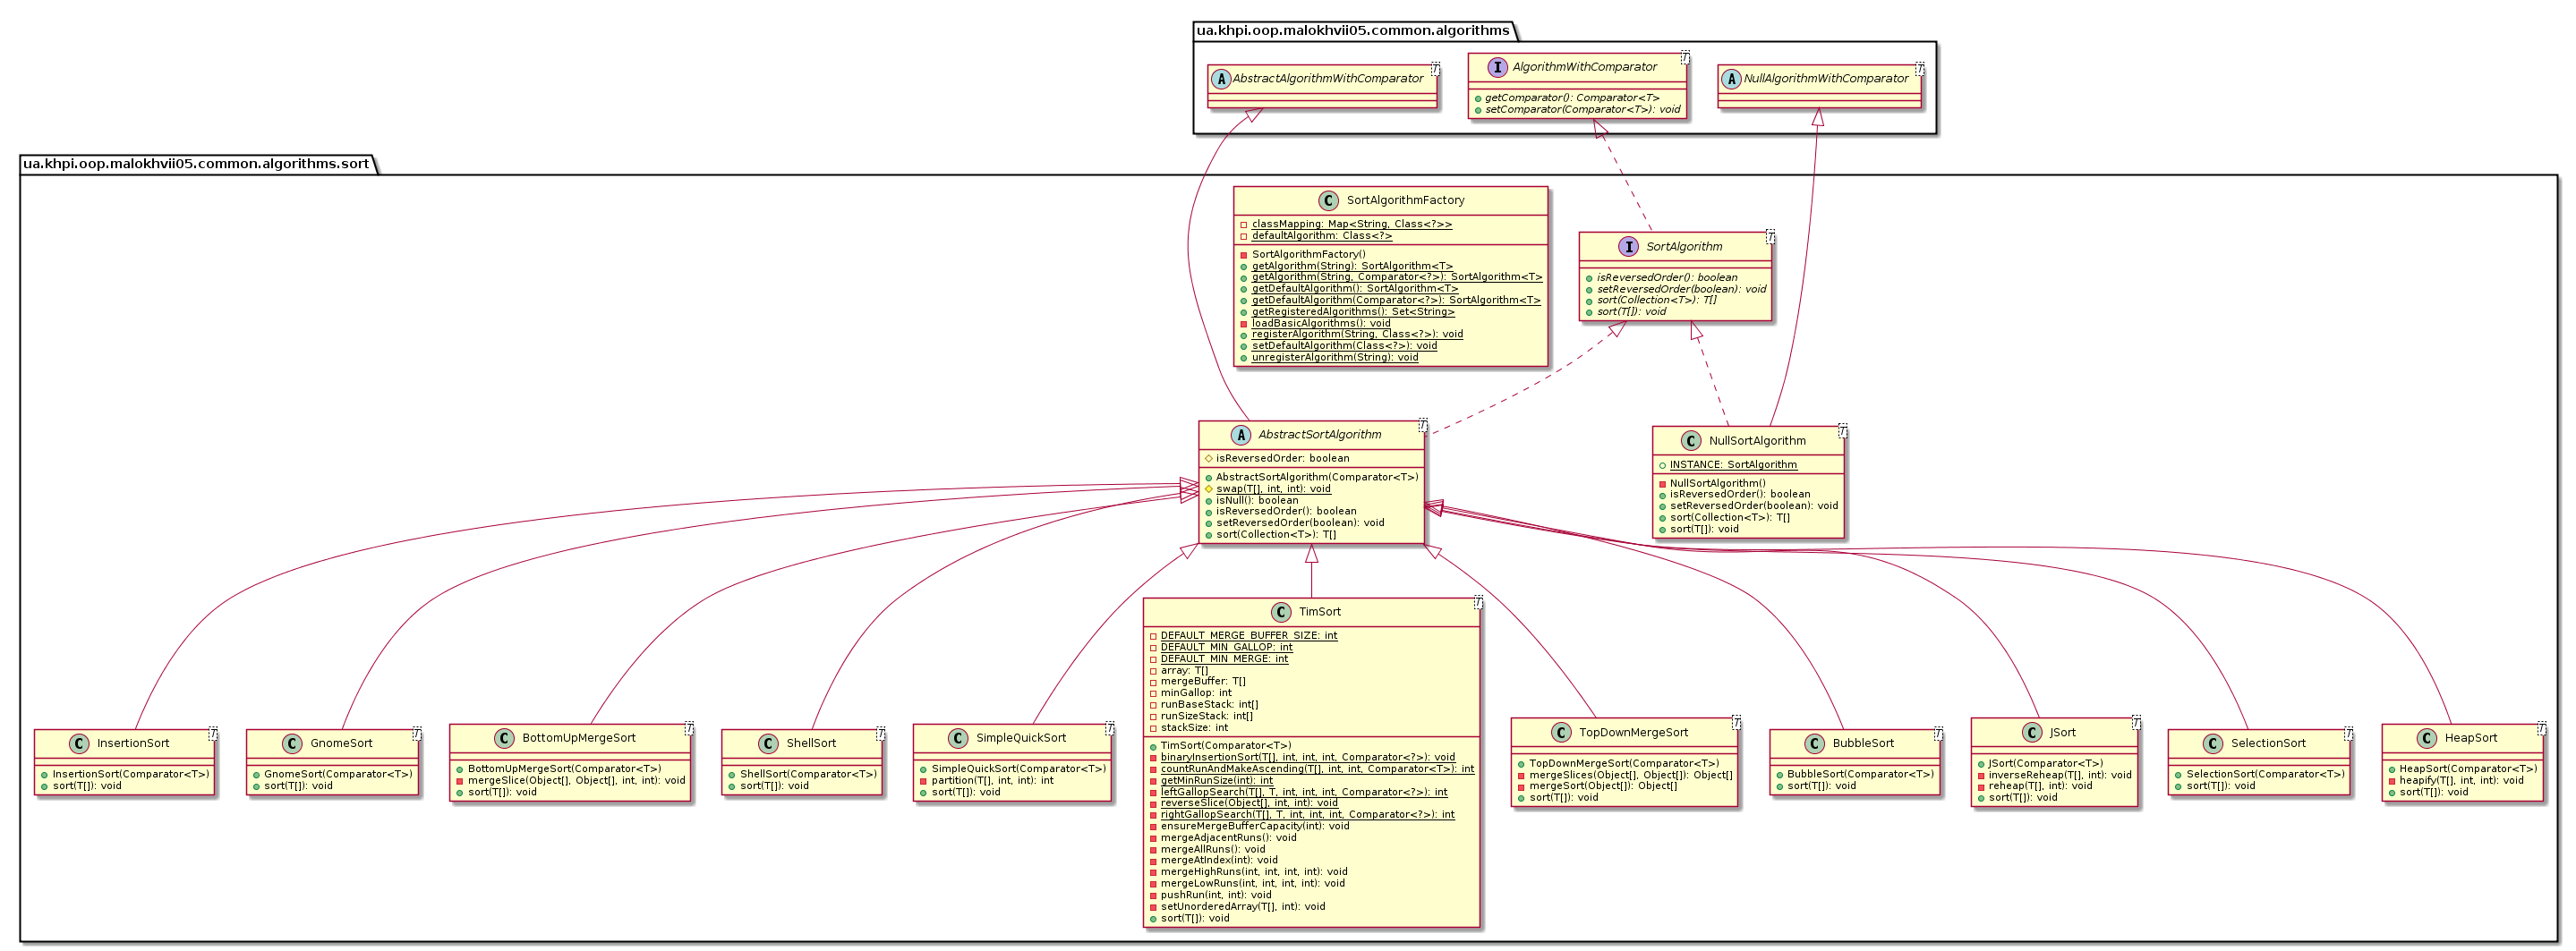 ua.khpi.oop.malokhvii05.common.algorithms
A AbstractAlgorithmWithComparator T
I AlgorithmWithComparator T
getComparator(): Comparator<T>
setComparator(Comparator<T>): void
A NullAlgorithmWithComparator T
ua.khpi.oop.malokhvii05.common.algorithms.sort
C SortAlgorithmFactory
classMapping: Map<String, Class<?>>
defaultAlgorithm: Class<?>
SortAlgorithmFactory()
getAlgorithm(String): SortAlgorithm<T>
getAlgorithm(String, Comparator<?>): SortAlgorithm<T>
getDefaultAlgorithm(): SortAlgorithm<T>
getDefaultAlgorithm(Comparator<?>): SortAlgorithm<T>
getRegisteredAlgorithms(): Set<String>
loadBasicAlgorithms(): void
registerAlgorithm(String, Class<?>): void
setDefaultAlgorithm(Class<?>): void
unregisterAlgorithm(String): void
I SortAlgorithm T
isReversedOrder(): boolean
setReversedOrder(boolean): void
sort(Collection<T>): T[]
sort(T[]): void
A AbstractSortAlgorithm T
isReversedOrder: boolean
AbstractSortAlgorithm(Comparator<T>)
swap(T[], int, int): void
isNull(): boolean
isReversedOrder(): boolean
setReversedOrder(boolean): void
sort(Collection<T>): T[]
C NullSortAlgorithm T
INSTANCE: SortAlgorithm
NullSortAlgorithm()
isReversedOrder(): boolean
setReversedOrder(boolean): void
sort(Collection<T>): T[]
sort(T[]): void
C InsertionSort T
InsertionSort(Comparator<T>)
sort(T[]): void
C GnomeSort T
GnomeSort(Comparator<T>)
sort(T[]): void
C BottomUpMergeSort T
BottomUpMergeSort(Comparator<T>)
mergeSlice(Object[], Object[], int, int): void
sort(T[]): void
C ShellSort T
ShellSort(Comparator<T>)
sort(T[]): void
C SimpleQuickSort T
SimpleQuickSort(Comparator<T>)
partition(T[], int, int): int
sort(T[]): void
C TimSort T
DEFAULT_MERGE_BUFFER_SIZE: int
DEFAULT_MIN_GALLOP: int
DEFAULT_MIN_MERGE: int
array: T[]
mergeBuffer: T[]
minGallop: int
runBaseStack: int[]
runSizeStack: int[]
stackSize: int
TimSort(Comparator<T>)
binaryInsertionSort(T[], int, int, int, Comparator<?>): void
countRunAndMakeAscending(T[], int, int, Comparator<T>): int
getMinRunSize(int): int
leftGallopSearch(T[], T, int, int, int, Comparator<?>): int
reverseSlice(Object[], int, int): void
rightGallopSearch(T[], T, int, int, int, Comparator<?>): int
ensureMergeBufferCapacity(int): void
mergeAdjacentRuns(): void
mergeAllRuns(): void
mergeAtIndex(int): void
mergeHighRuns(int, int, int, int): void
mergeLowRuns(int, int, int, int): void
pushRun(int, int): void
setUnorderedArray(T[], int): void
sort(T[]): void
C TopDownMergeSort T
TopDownMergeSort(Comparator<T>)
mergeSlices(Object[], Object[]): Object[]
mergeSort(Object[]): Object[]
sort(T[]): void
C BubbleSort T
BubbleSort(Comparator<T>)
sort(T[]): void
C JSort T
JSort(Comparator<T>)
inverseReheap(T[], int): void
reheap(T[], int): void
sort(T[]): void
C SelectionSort T
SelectionSort(Comparator<T>)
sort(T[]): void
C HeapSort T
HeapSort(Comparator<T>)
heapify(T[], int, int): void
sort(T[]): void